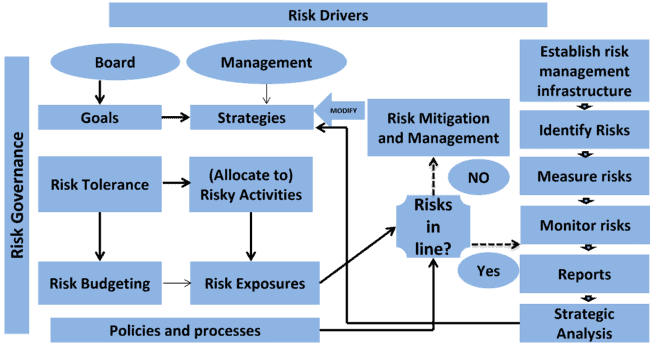 Risk Drivers
Board
Management
Establish risk
management
infrastructure
Goals
Strategies
MODIFY
Risk Mitigation
and Management
Identify Risks
Risk Governance
Risk Tolerance
(Allocate to)
Risky Activities
NO
Measure risks
Risks
in
line?
Monitor risks
Yes
Risk Budgeting
Risk Exposures
Reports
Policies and processes
Strategic
Analysis